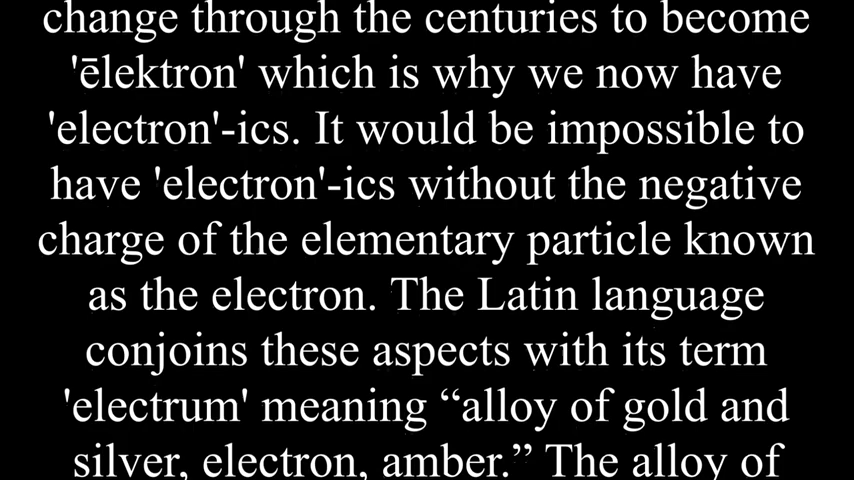 change through the centuries to become
'ēlektron' which is why we now have
'electron'-ics. It would be impossible to
have 'electron'-ics without the negative
charge of the elementary particle known
as the electron. The Latin language
conjoins these aspects with its term
'electrum' meaning “alloy of gold and
silver, electron, amber.” The alloy of